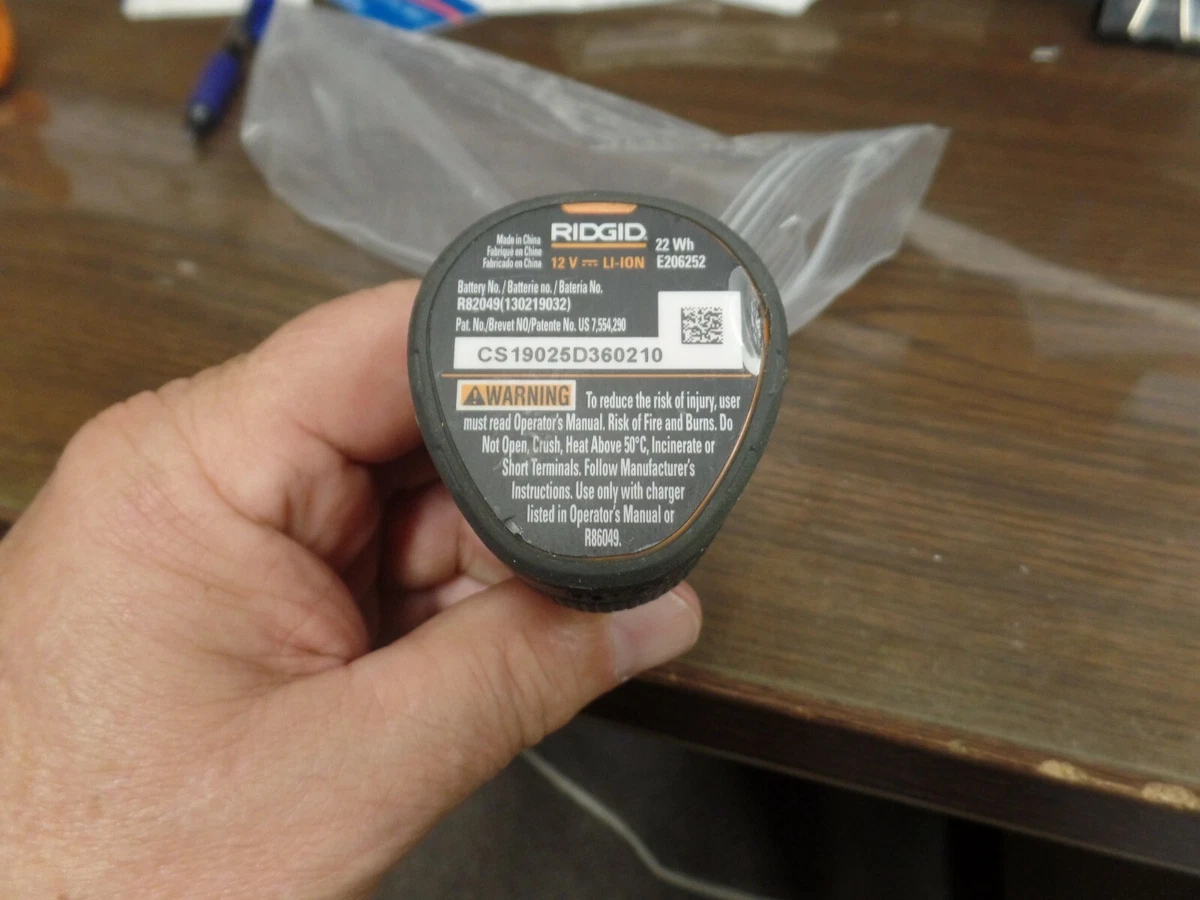 RIDGID
Made in China
Fabriqué en Chine
Fabricado en China
12 V ⎓ LI-ION
22 Wh
E206252
Battery No. / Batterie no. / Bateria No.
R82049(130219032)
Pat. No./Brevet NO/Patente No. US 7,554,290
CS19025D360210
WARNING To reduce the risk of injury, user
must read Operator's Manual. Risk of Fire and Burns. Do
Not Open, Crush, Heat Above 50°C, Incinerate or
Short Terminals. Follow Manufacturer's
Instructions. Use only with charger
listed in Operator's Manual or
R86049.